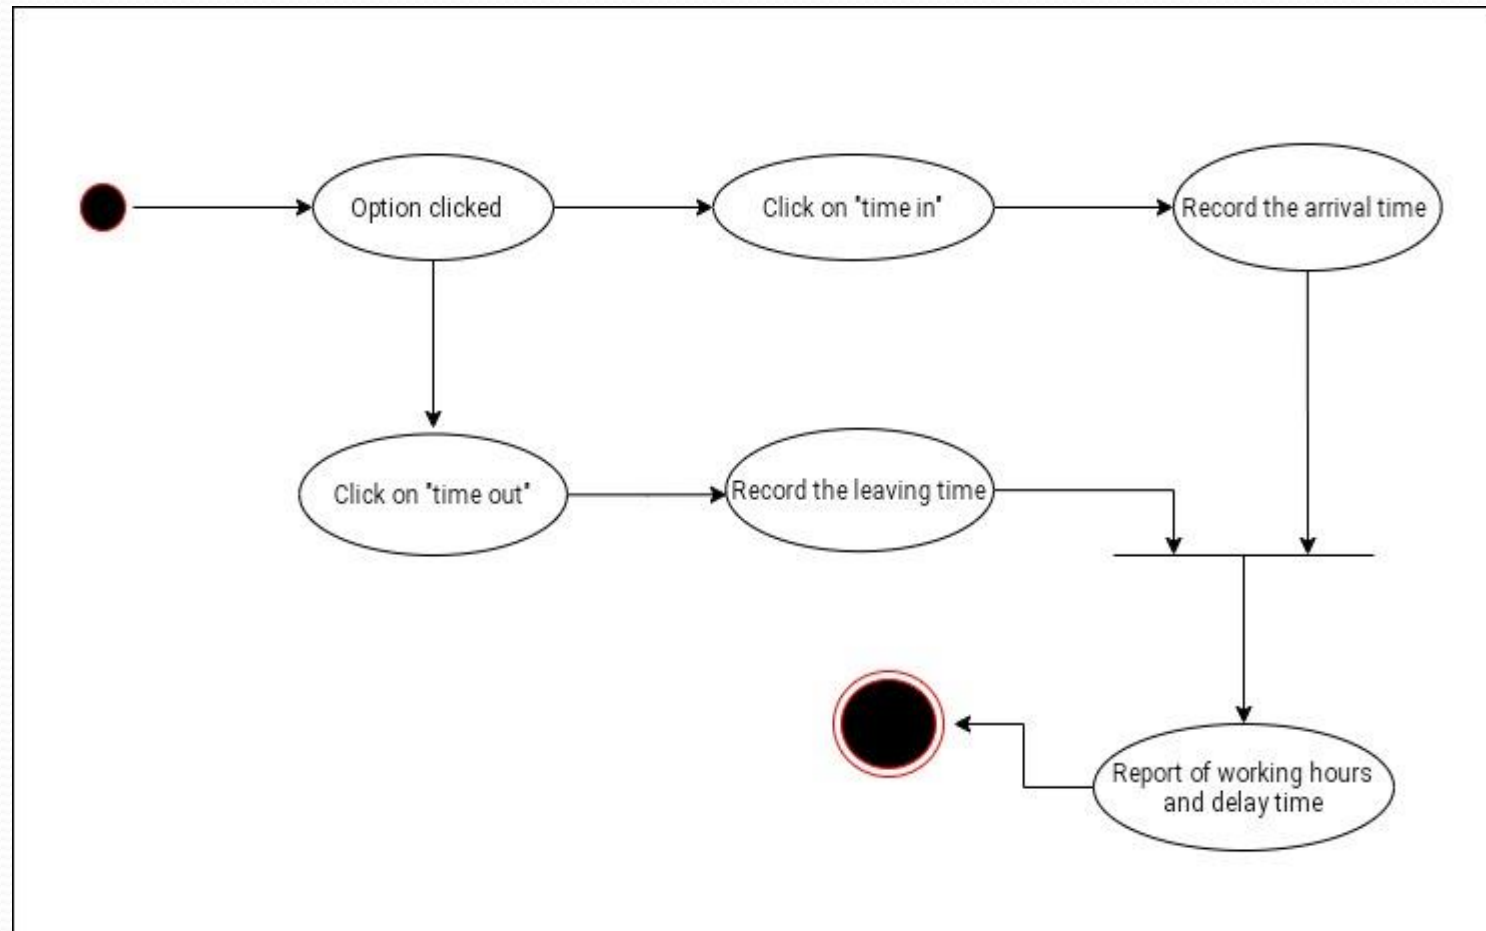 Option clicked
Click on "time in"
Record the arrival time
Click on "time out"
Record the leaving time
Report of working hours
and delay time